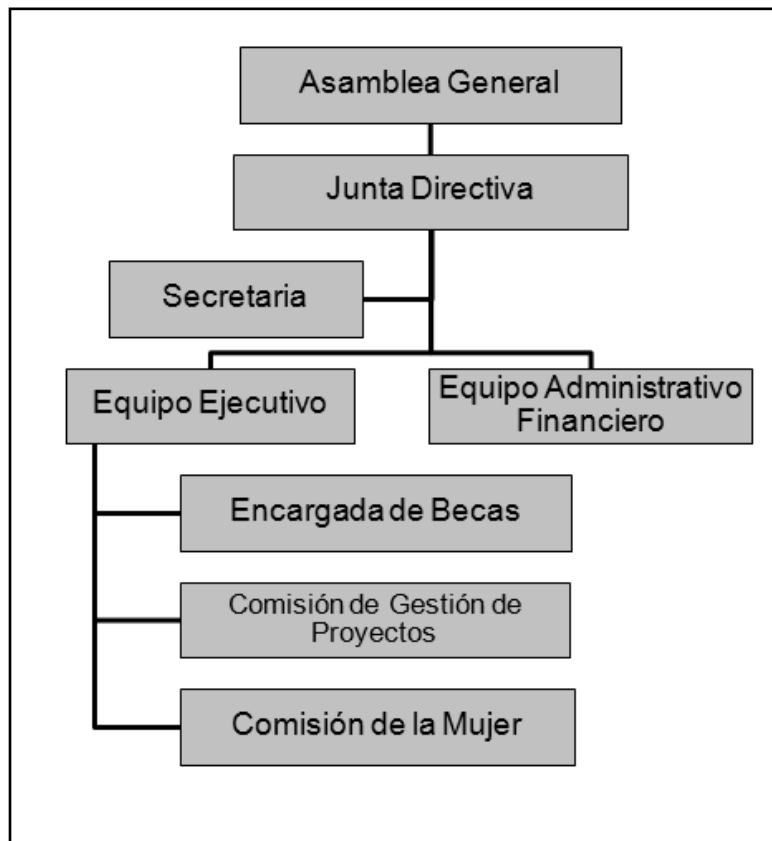 Asamblea General
Junta Directiva
Secretaria
Equipo Ejecutivo
Equipo Administrativo
Financiero
Encargada de Becas
Comisión de Gestión de
Proyectos
Comisión de la Mujer